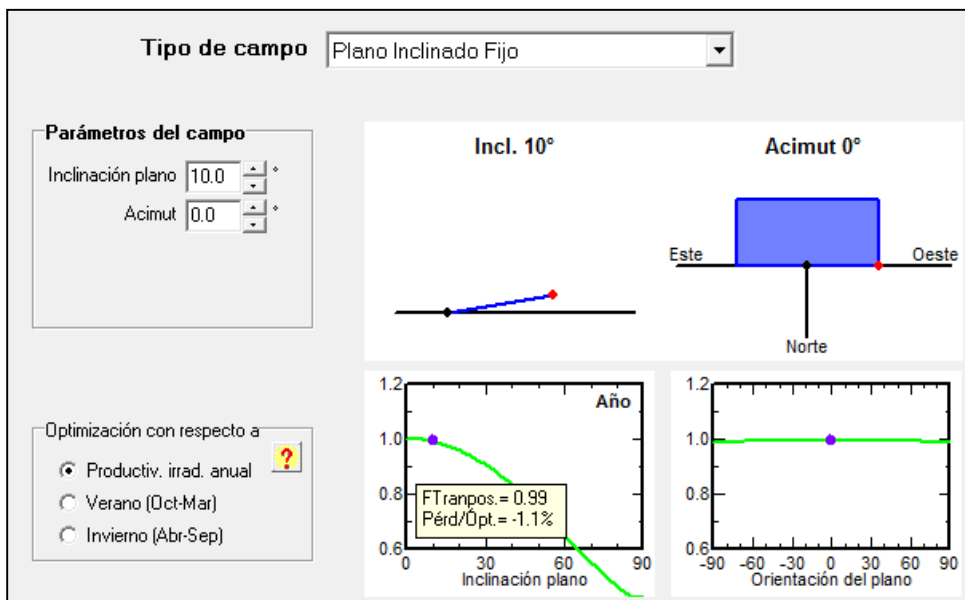 Tipo de campo Plano Inclinado Fijo
Parámetros del campo
Inclinación plano 10.0 °
Acimut 0.0 °
Incl. 10°
Acimut 0°
Este Oeste
Norte
Optimización con respecto a
?
Productiv. irrad. anual
Verano (Oct-Mar)
Invierno (Abr-Sep)
1.2
1.0
0.8
0.6
Año
FTranpos.= 0.99
Pérd/Ópt.= -1.1%
0 30 60 90
Inclinación plano
1.2
1.0
0.8
0.6
-90 -60 -30 0 30 60 90
Orientación del plano